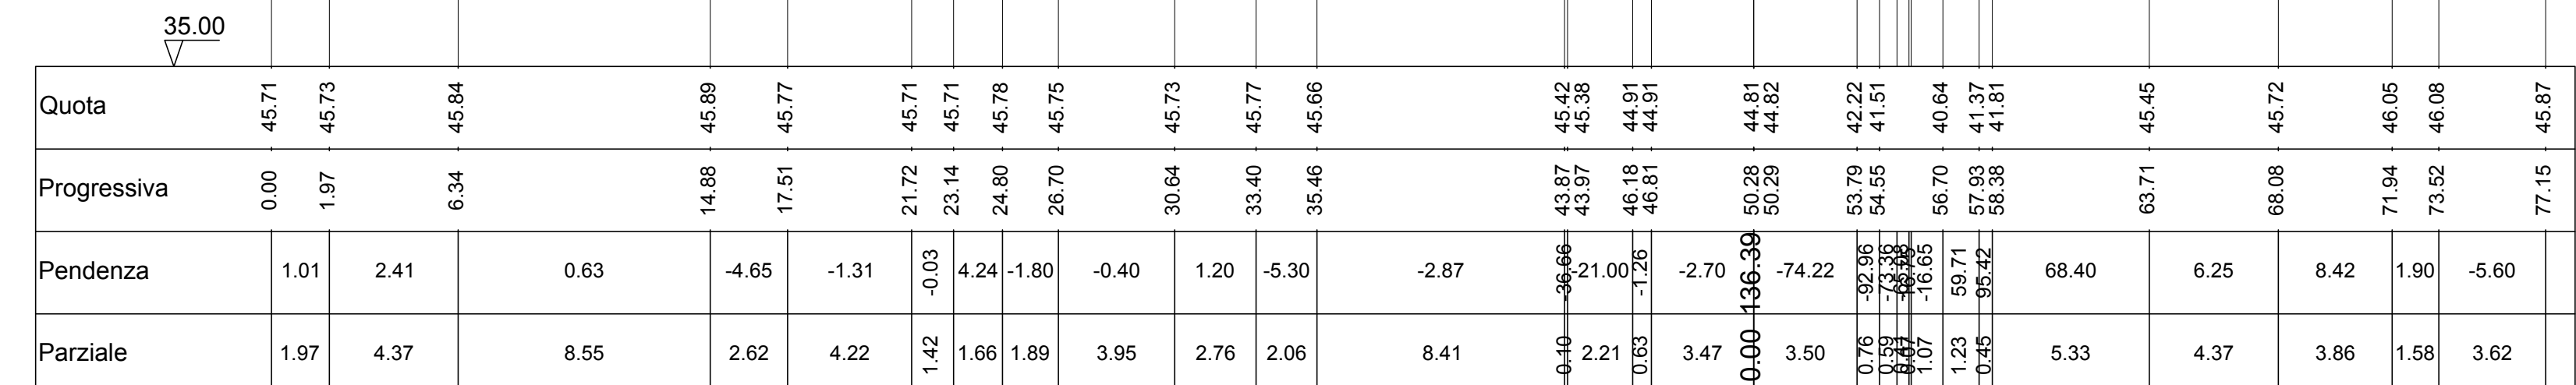 35.00
Quota 45.71 45.73 45.84 45.89 45.77 45.71 45.71 45.78 45.75 45.73 45.77 45.66 45.42 45.38 44.91 44.91 44.81 44.82 42.22 41.51 40.64 41.37 41.81 45.45 45.72 46.05 46.08 45.87
Progressiva 0.00 1.97 6.34 14.88 17.51 21.72 23.14 24.80 26.70 30.64 33.40 35.46 43.87 43.97 46.18 46.81 50.28 50.29 53.79 54.55 56.70 57.93 58.38 63.71 68.08 71.94 73.52 77.15
Pendenza 1.01 2.41 0.63 -4.65 -1.31 -0.03 4.24 -1.80 -0.40 1.20 -5.30 -2.87 -36.66 -21.00 -1.26 -2.70 136.39 -74.22 -92.96 -73.36 -16.65 59.71 95.42 68.40 6.25 8.42 1.90 -5.60
Parziale 1.97 4.37 8.55 2.62 4.22 1.42 1.66 1.89 3.95 2.76 2.06 8.41 0.10 2.21 0.63 3.47 0.00 3.50 0.76 0.59 1.07 1.23 0.45 5.33 4.37 3.86 1.58 3.62